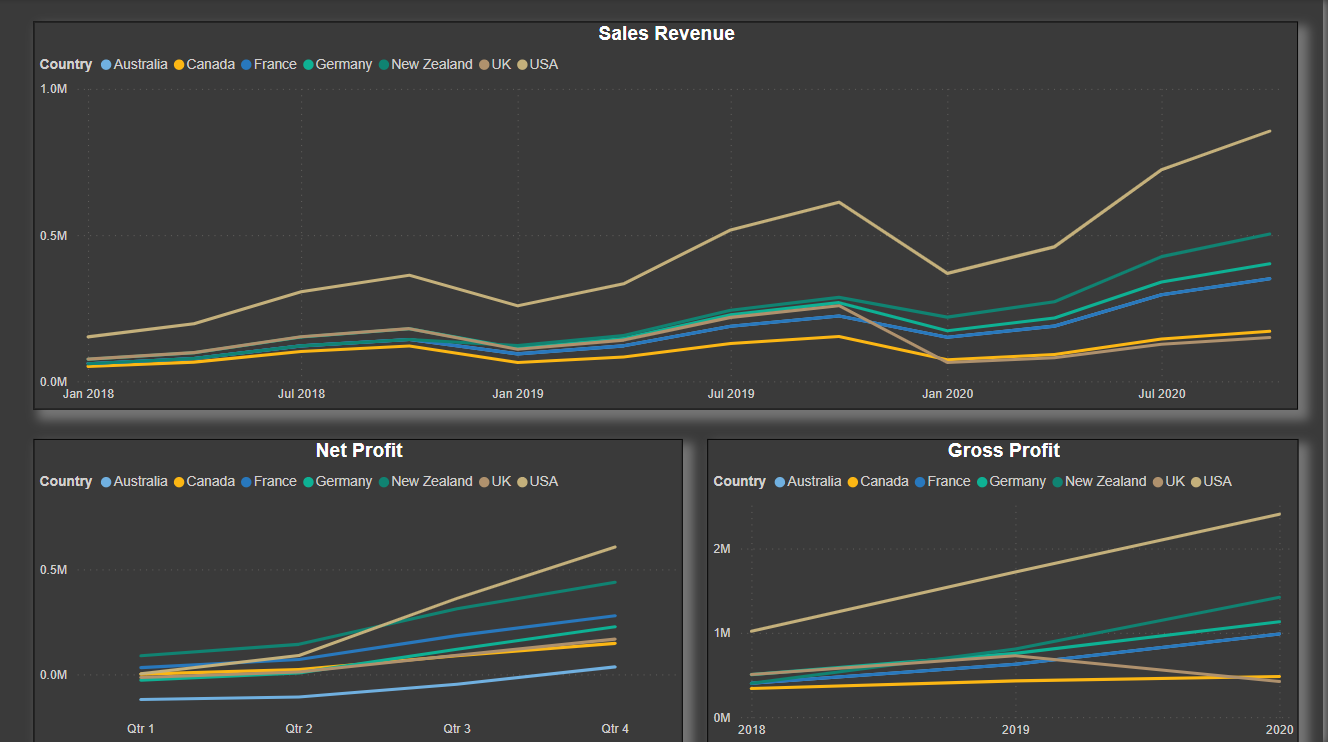 Sales Revenue
Country Australia Canada France Germany New Zealand UK USA
1.0M
0.5M
0.0M
Jan 2018 Jul 2018 Jan 2019 Jul 2019 Jan 2020 Jul 2020
Net Profit
Country Australia Canada France Germany New Zealand UK USA
0.5M
0.0M
Qtr 1 Qtr 2 Qtr 3 Qtr 4
Gross Profit
Country Australia Canada France Germany New Zealand UK USA
2M
1M
0M
2018 2019 2020